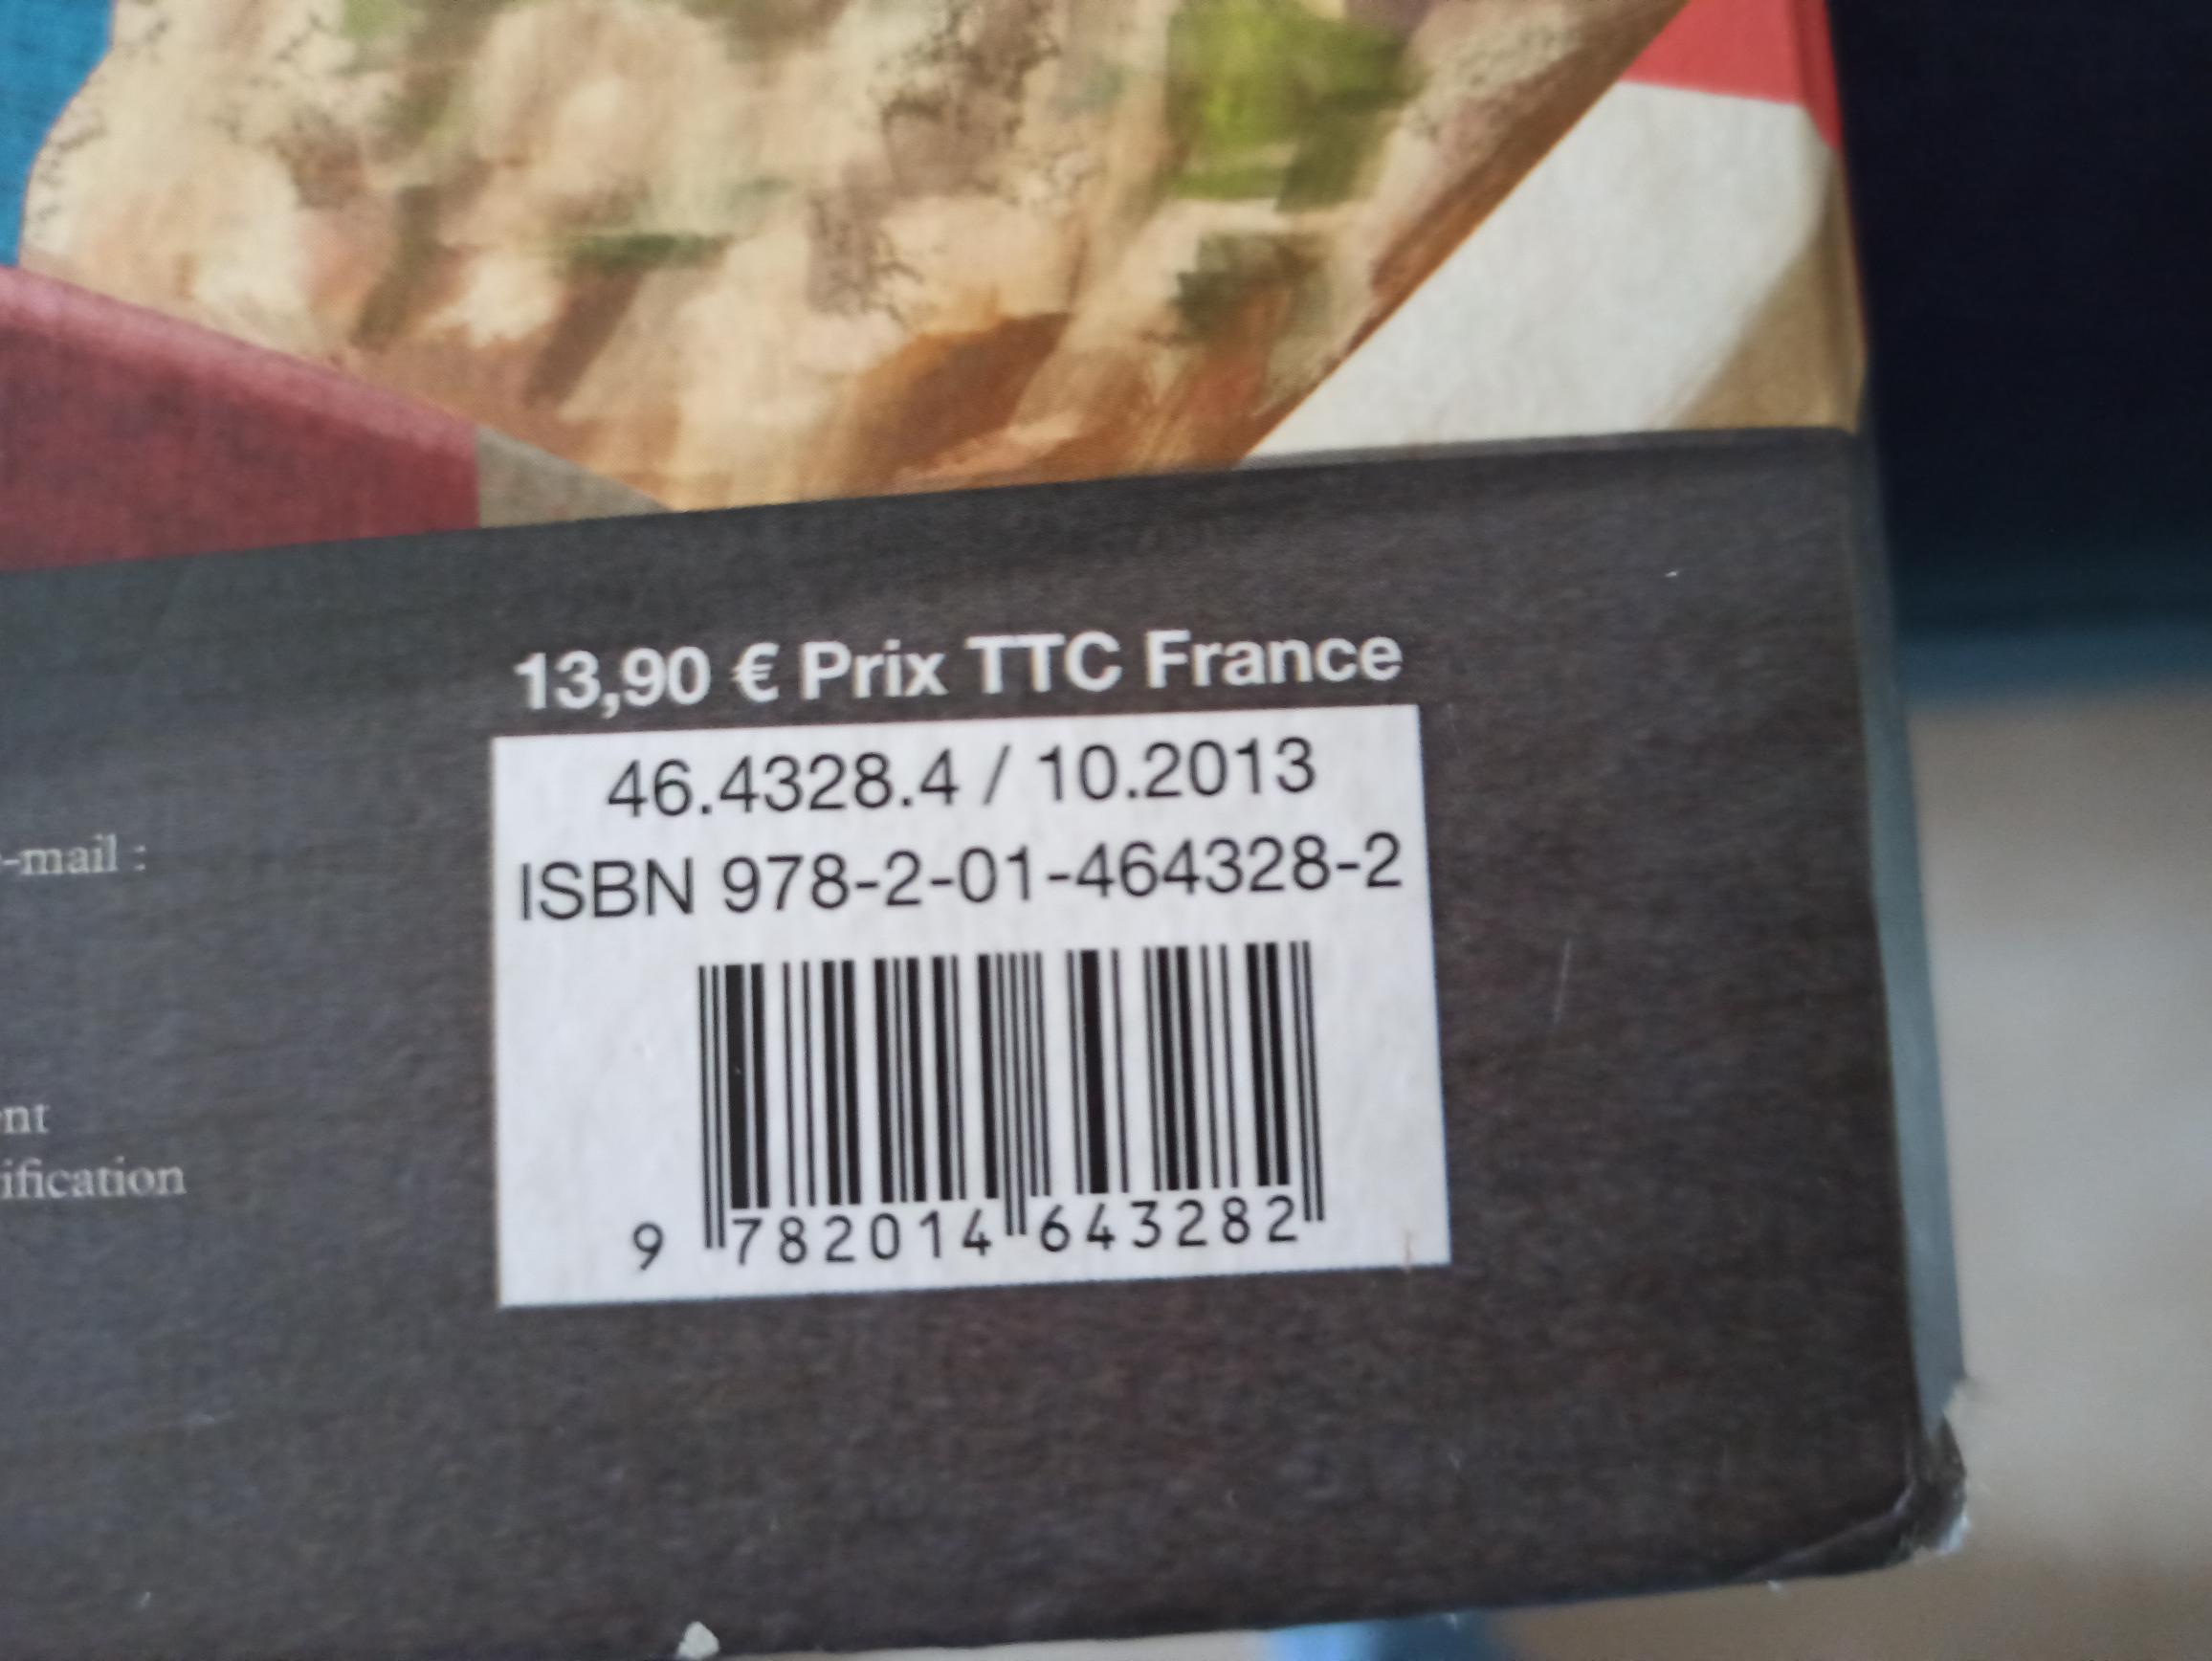 -mail :
nt
ification
13,90 € Prix TTC France
46.4328.4 / 10.2013
ISBN 978-2-01-464328-2
9 782014 643282